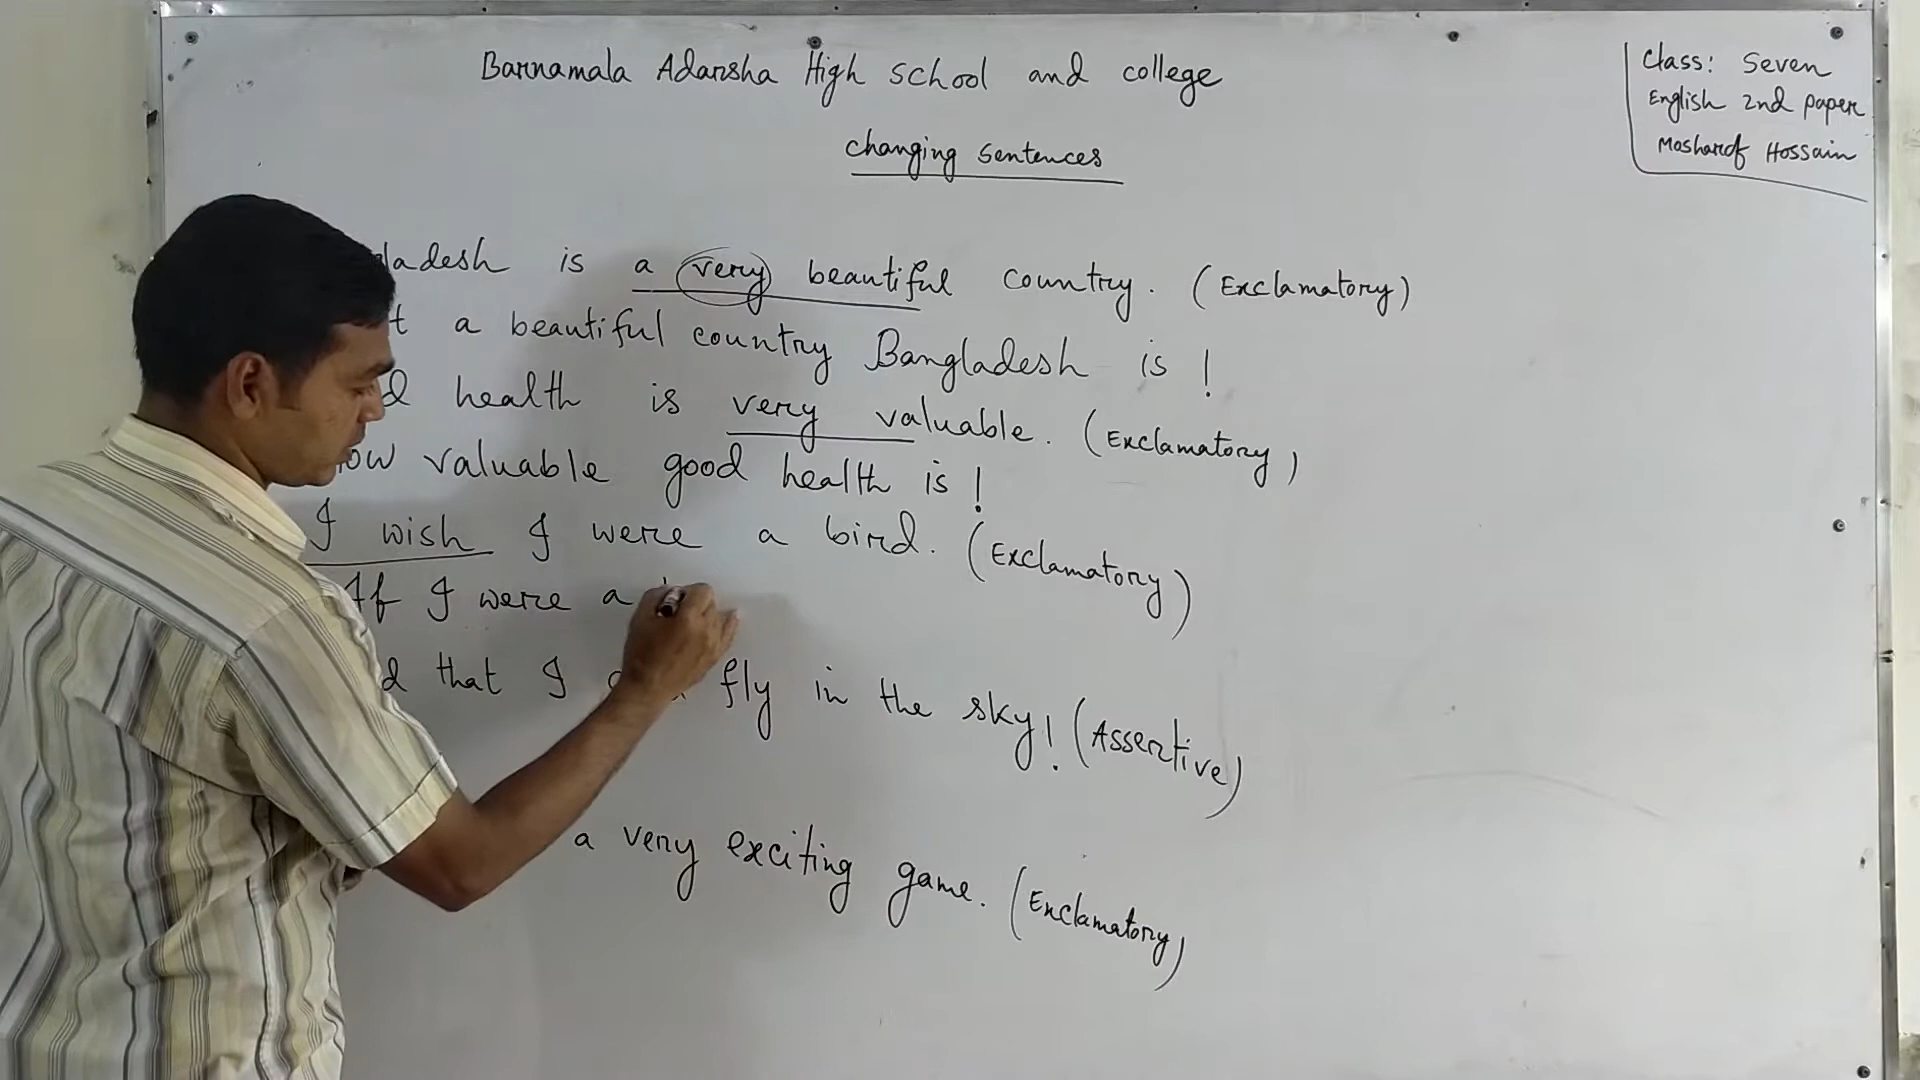 Barnamala Adarsha High school and college
Class: Seven
English 2nd paper
Mosharof Hossain
changing sentences
ladesh is a very beautiful country. (Exclamatory)
t a beautiful country Bangladesh is !
d health is very valuable. (Exclamatory)
ow valuable good health is !
I wish I were a bird. (Exclamatory)
If I were a
d that I fly in the sky! (Assertive)
a very exciting game. (Exclamatory)